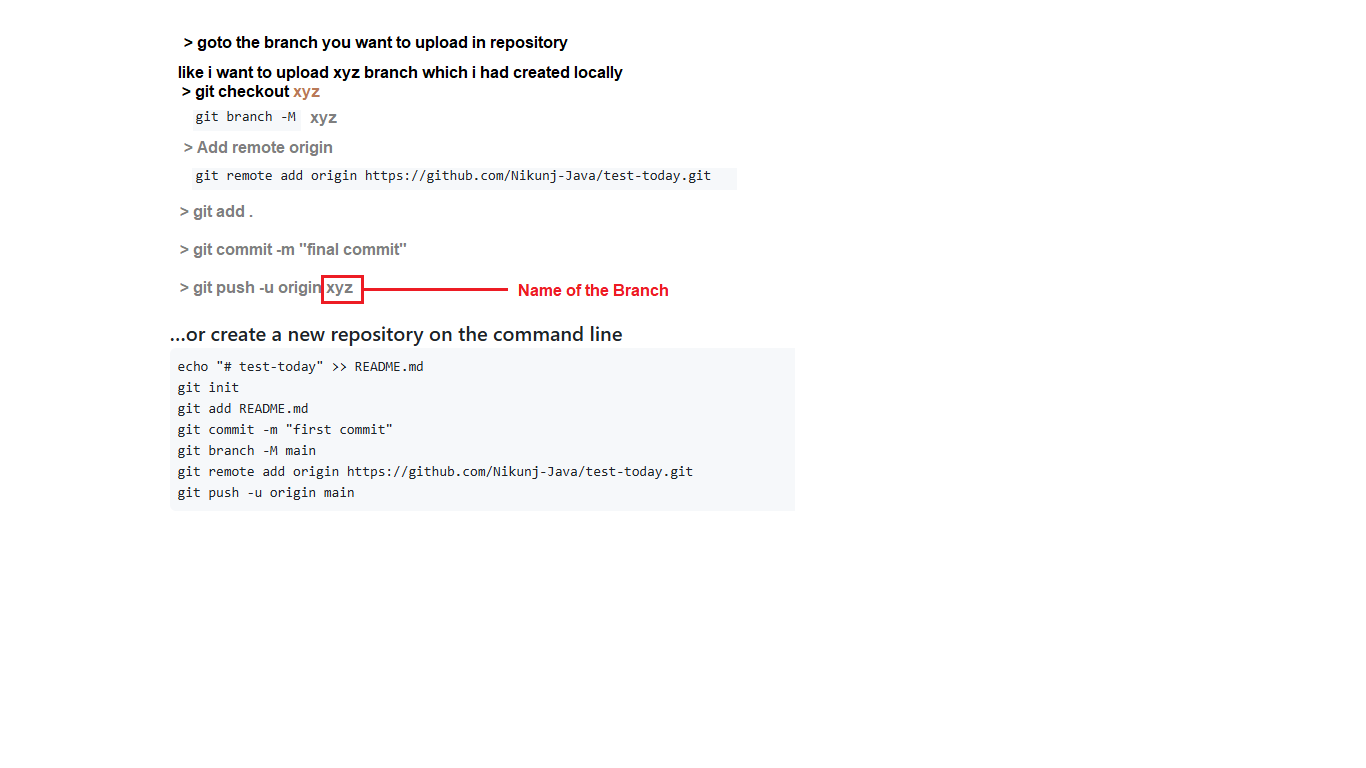 > goto the branch you want to upload in repository
like i want to upload xyz branch which i had created locally
> git checkout xyz
git branch -M xyz
> Add remote origin
git remote add origin https://github.com/Nikunj-Java/test-today.git
> git add .
> git commit -m "final commit"
> git push -u origin xyz Name of the Branch
…or create a new repository on the command line
echo "# test-today" >> README.md
git init
git add README.md
git commit -m "first commit"
git branch -M main
git remote add origin https://github.com/Nikunj-Java/test-today.git
git push -u origin main